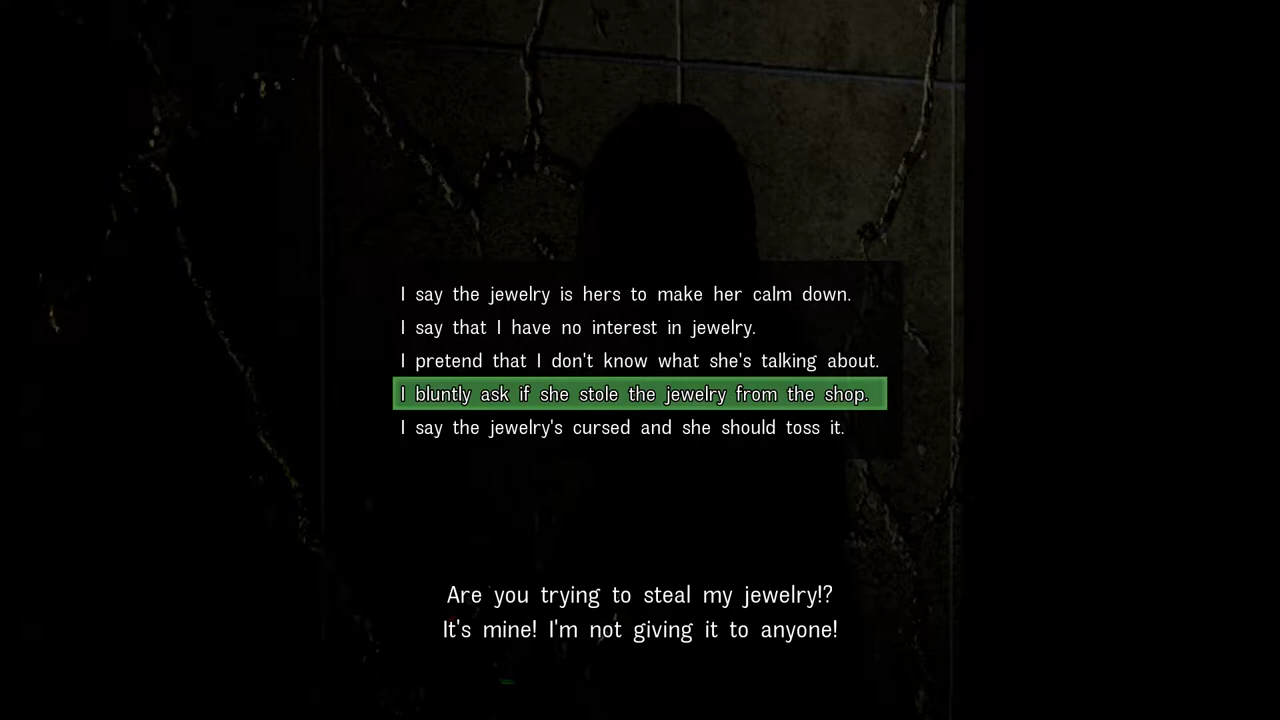 I say the jewelry is hers to make her calm down.
I say that I have no interest in jewelry.
I pretend that I don't know what she's talking about.
I bluntly ask if she stole the jewelry from the shop.
I say the jewelry's cursed and she should toss it.
Are you trying to steal my jewelry!?
It's mine! I'm not giving it to anyone!